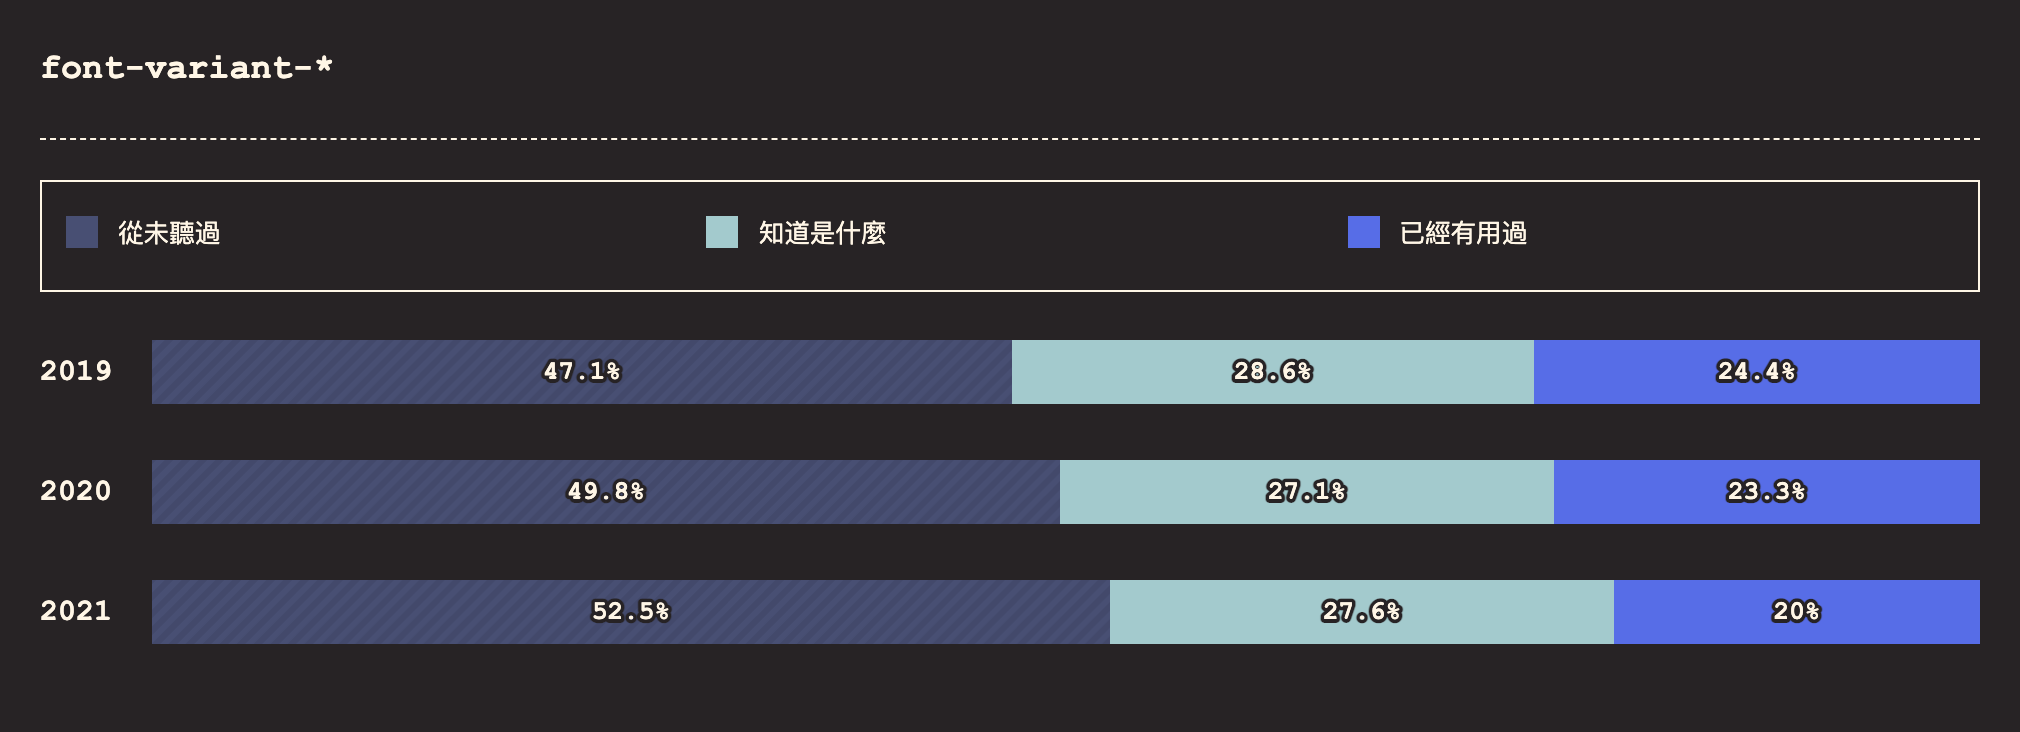 font-variant-*
從未聽過 知道是什麼 已經有用過
2019 47.1% 28.6% 24.4%
2020 49.8% 27.1% 23.3%
2021 52.5% 27.6% 20%